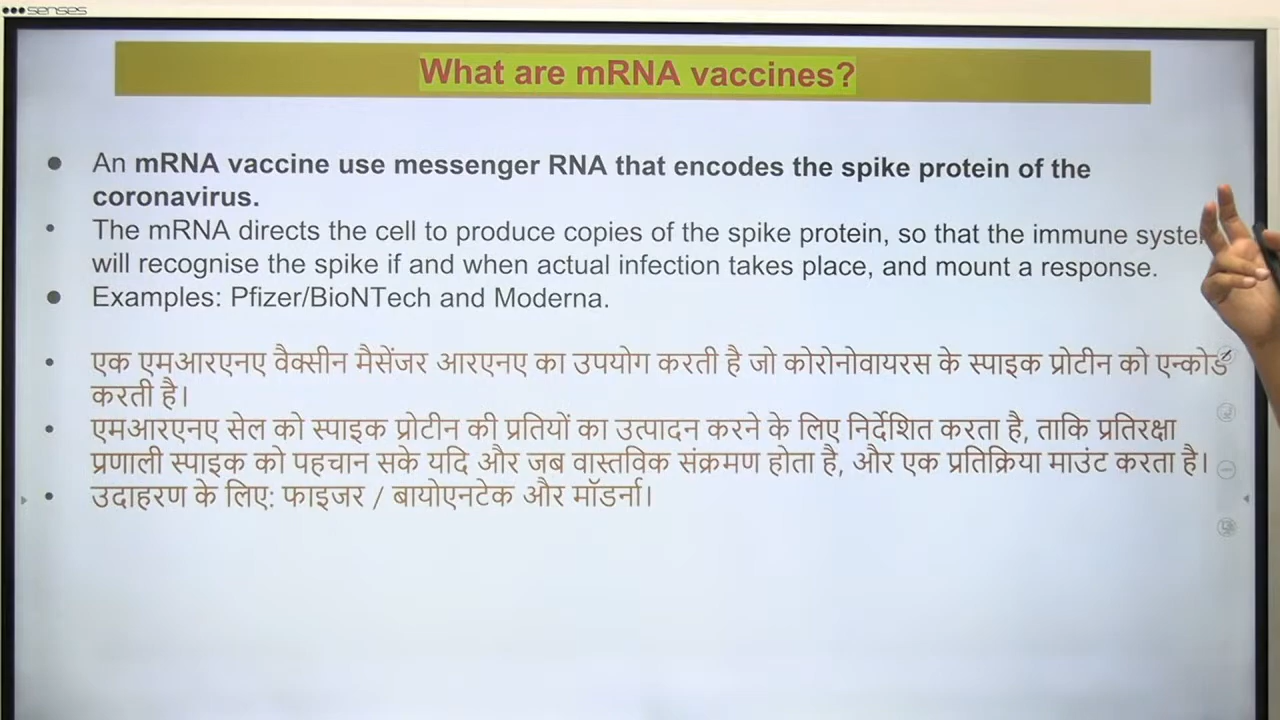 senses
What are mRNA vaccines?
● An mRNA vaccine use messenger RNA that encodes the spike protein of the
coronavirus.
• The mRNA directs the cell to produce copies of the spike protein, so that the immune
will recognise the spike if and when actual infection takes place, and mount a response.
● Examples: Pfizer/BioNTech and Moderna.
• एक एमआरएनए वैक्सीन मैसेंजर आरएनए का उपयोग करती है जो कोरोनोवायरस के स्पाइक प्रोटीन को एन्कोड
करती है।
• एमआरएनए सेल को स्पाइक प्रोटीन की प्रतियों का उत्पादन करने के लिए निर्देशित करता है, ताकि प्रतिरक्षा
प्रणाली स्पाइक को पहचान सके यदि और जब वास्तविक संक्रमण होता है, और एक प्रतिक्रिया माउंट करता है।
• उदाहरण के लिए: फाइजर / बायोएनटेक और मॉडर्ना।